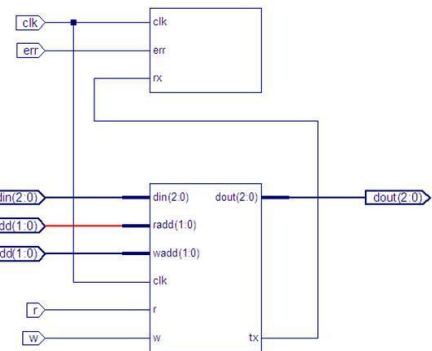 clk
clk
err
err
rx
din(2:0)
din(2:0)
dout(2:0)
dout(2:0)
dd(1:0)
radd(1:0)
dd(1:0)
wadd(1:0)
clk
r
r
w
w
tx